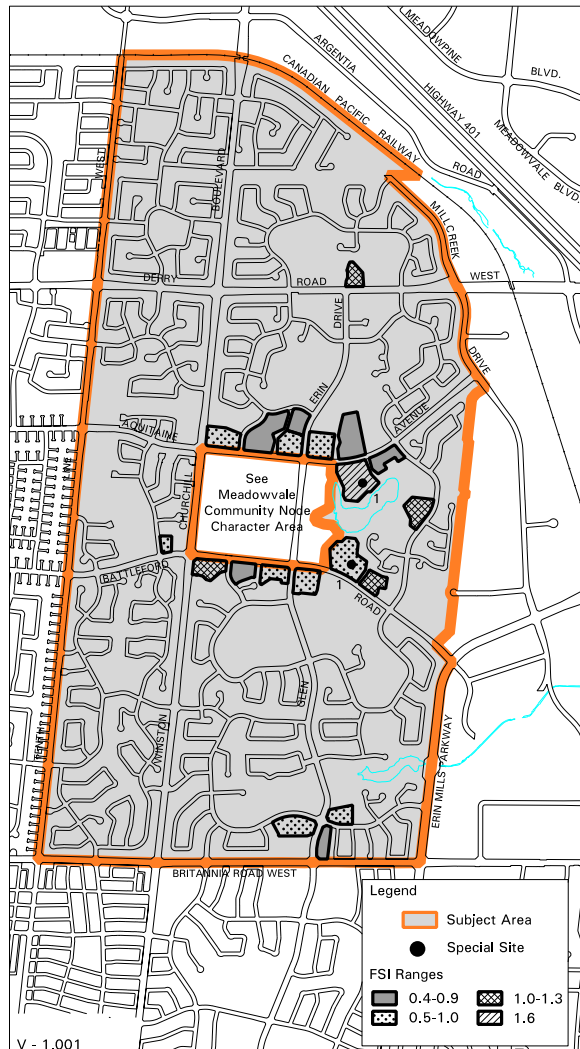 MEADOWPINE
BLVD.
ARGENTIA
CANADIAN PACIFIC RAILWAY
HIGHWAY 401
MEADOWVALE BLVD.
ROAD
WEST
BOULEVARD
MILLCREEK
DERRY
ROAD
WEST
DRIVE
DRIVE
ERIN
AVENUE
AQUITAINE
See
Meadowvale
Community Node
Character Area
1
LINE
CHURCHILL
BATTLEFORD
1
ROAD
GLEN
WINSTON
TENTH
ERIN MILLS PARKWAY
BRITANNIA ROAD WEST
Legend
Subject Area
Special Site
FSI Ranges
0.4-0.9
1.0-1.3
0.5-1.0
1.6
V - 1.001